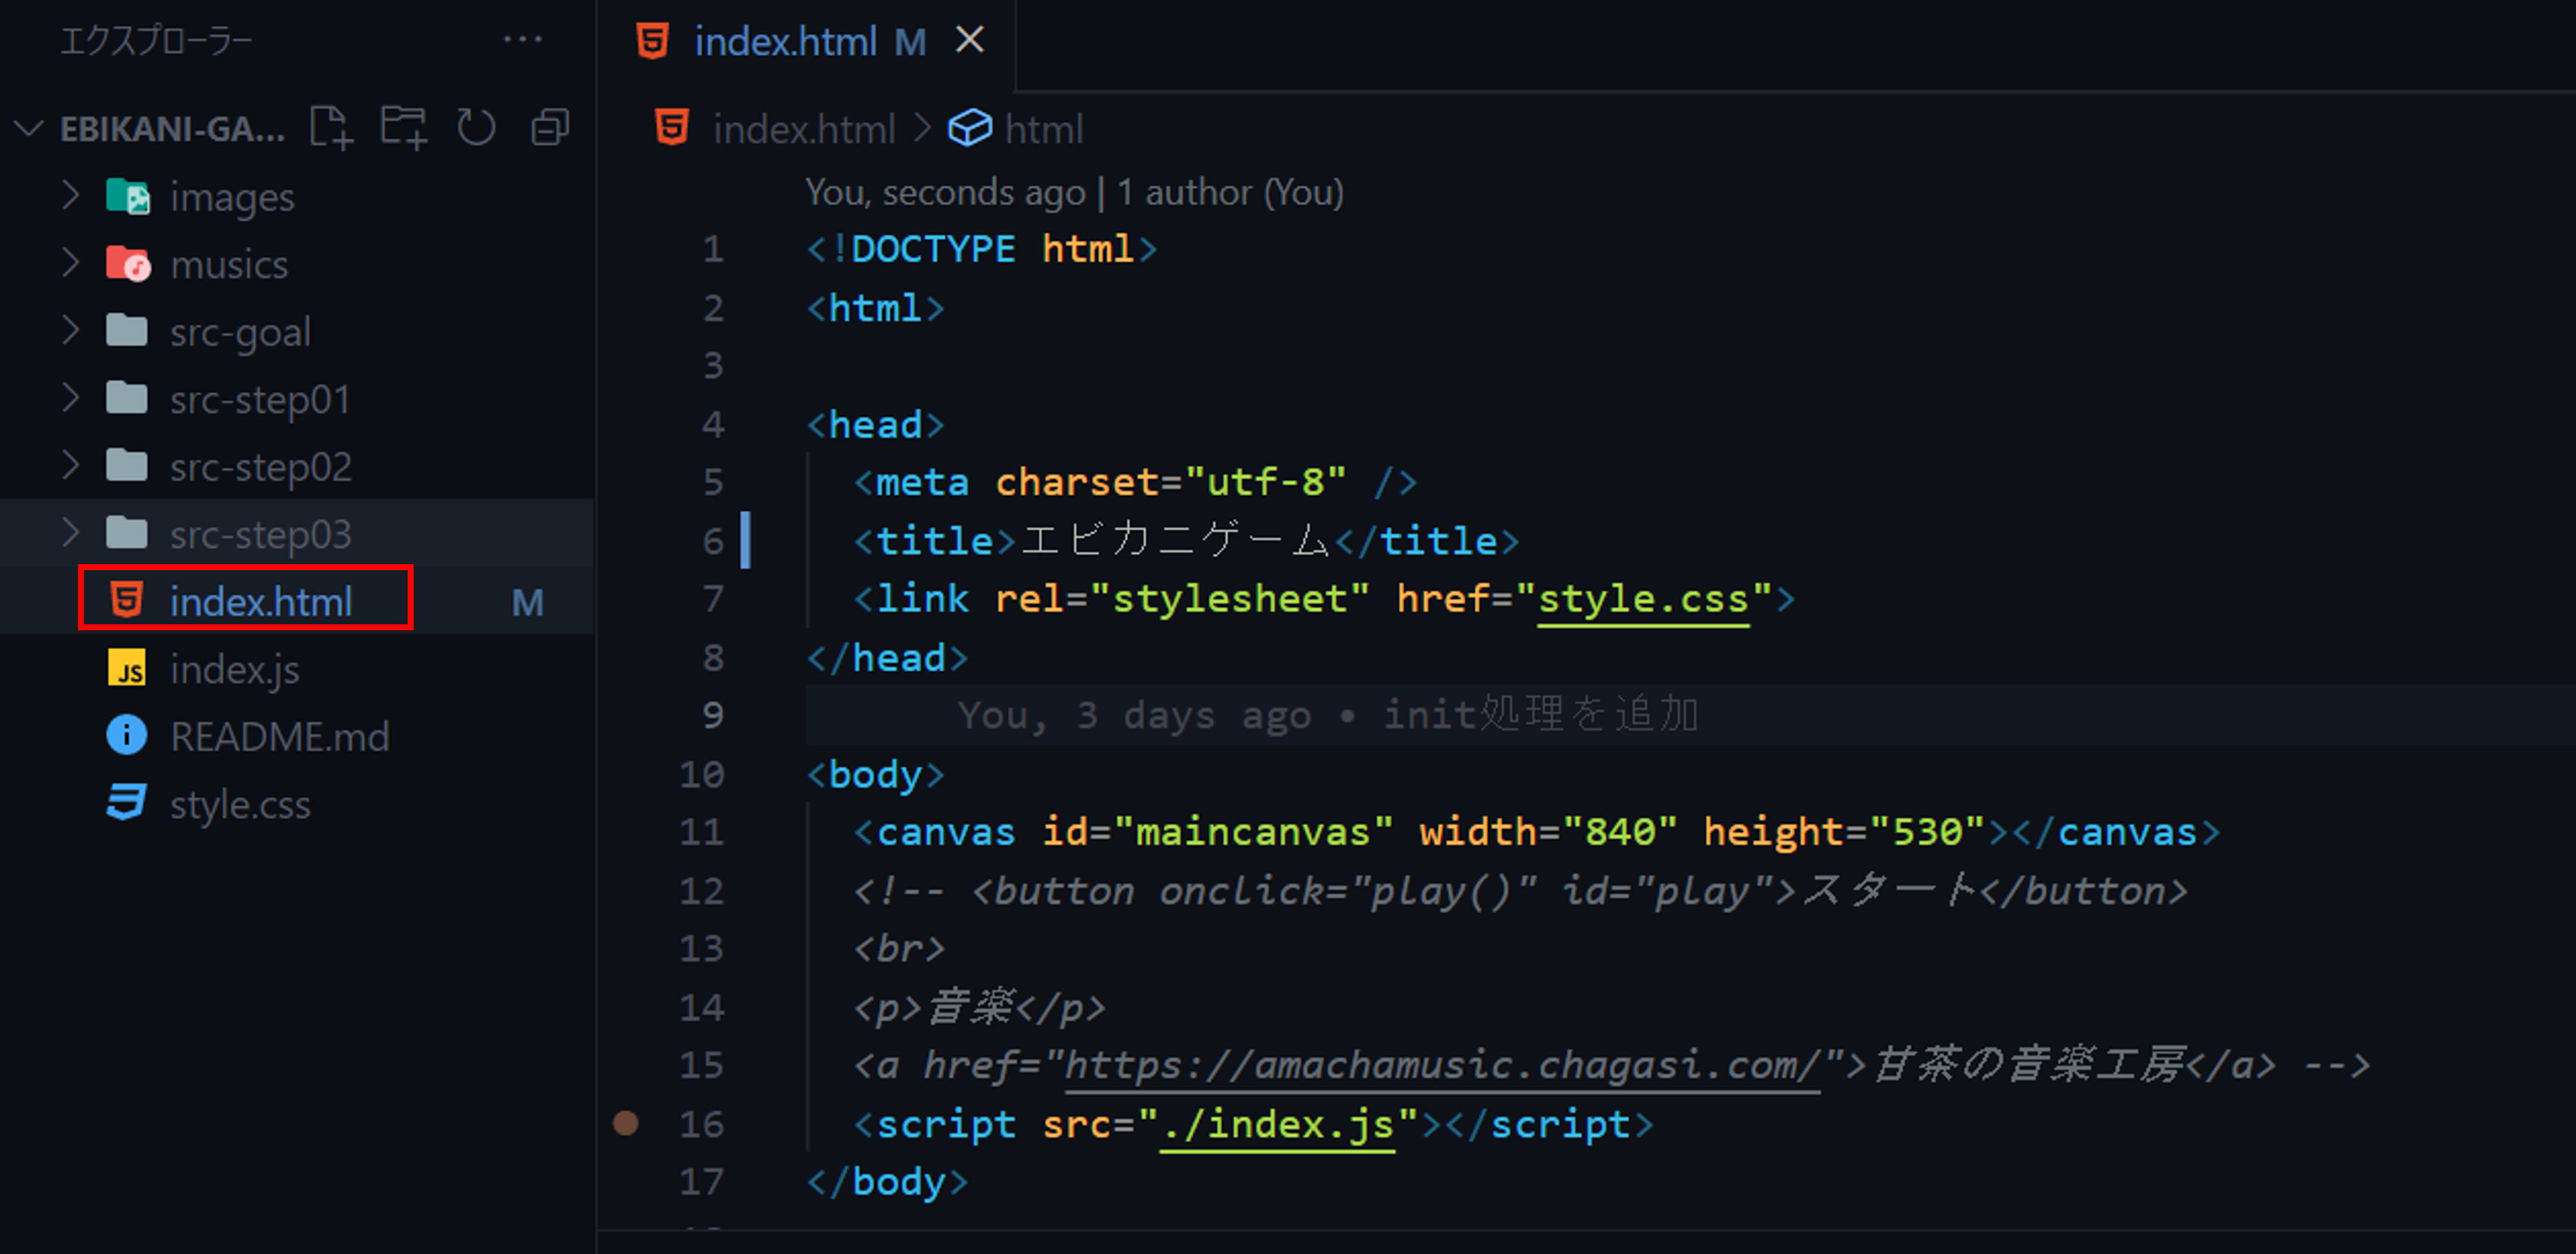 エクスプローラー ···
EBIKANI-GA...
images
musics
src-goal
src-step01
src-step02
src-step03
index.html M
JS index.js
README.md
style.css
index.html M
index.html > html
You, seconds ago | 1 author (You)
1 <!DOCTYPE html>
2 <html>
3
4 <head>
5 <meta charset="utf-8" />
6 <title>エビカニゲーム</title>
7 <link rel="stylesheet" href="style.css">
8 </head>
9 You, 3 days ago • init処理を追加
10 <body>
11 <canvas id="maincanvas" width="840" height="530"></canvas>
12 <!-- <button onclick="play()" id="play">スタート</button>
13 <br>
14 <p>音楽</p>
15 <a href="https://amachamusic.chagasi.com/">甘茶の音楽工房</a> -->
16 <script src="./index.js"></script>
17 </body>